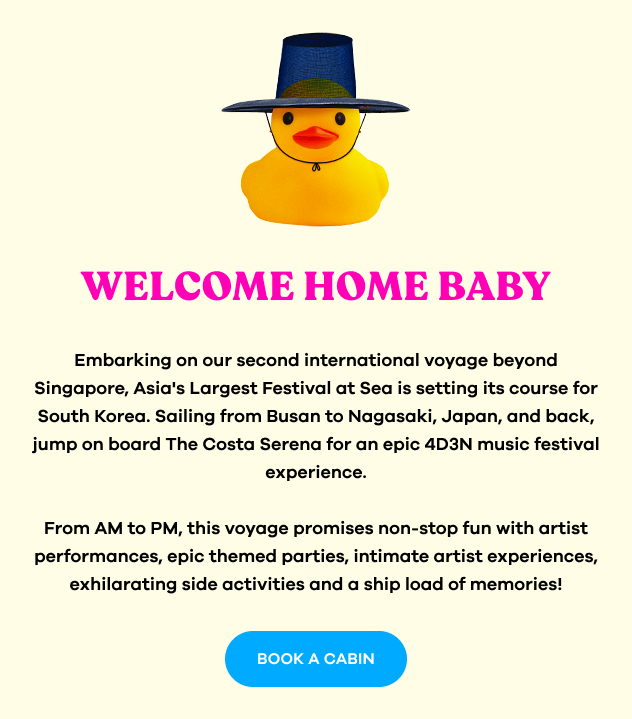 WELCOME HOME BABY
Embarking on our second international voyage beyond
Singapore, Asia's Largest Festival at Sea is setting its course for
South Korea. Sailing from Busan to Nagasaki, Japan, and back,
jump on board The Costa Serena for an epic 4D3N music festival
experience.
From AM to PM, this voyage promises non-stop fun with artist
performances, epic themed parties, intimate artist experiences,
exhilarating side activities and a ship load of memories!
BOOK A CABIN